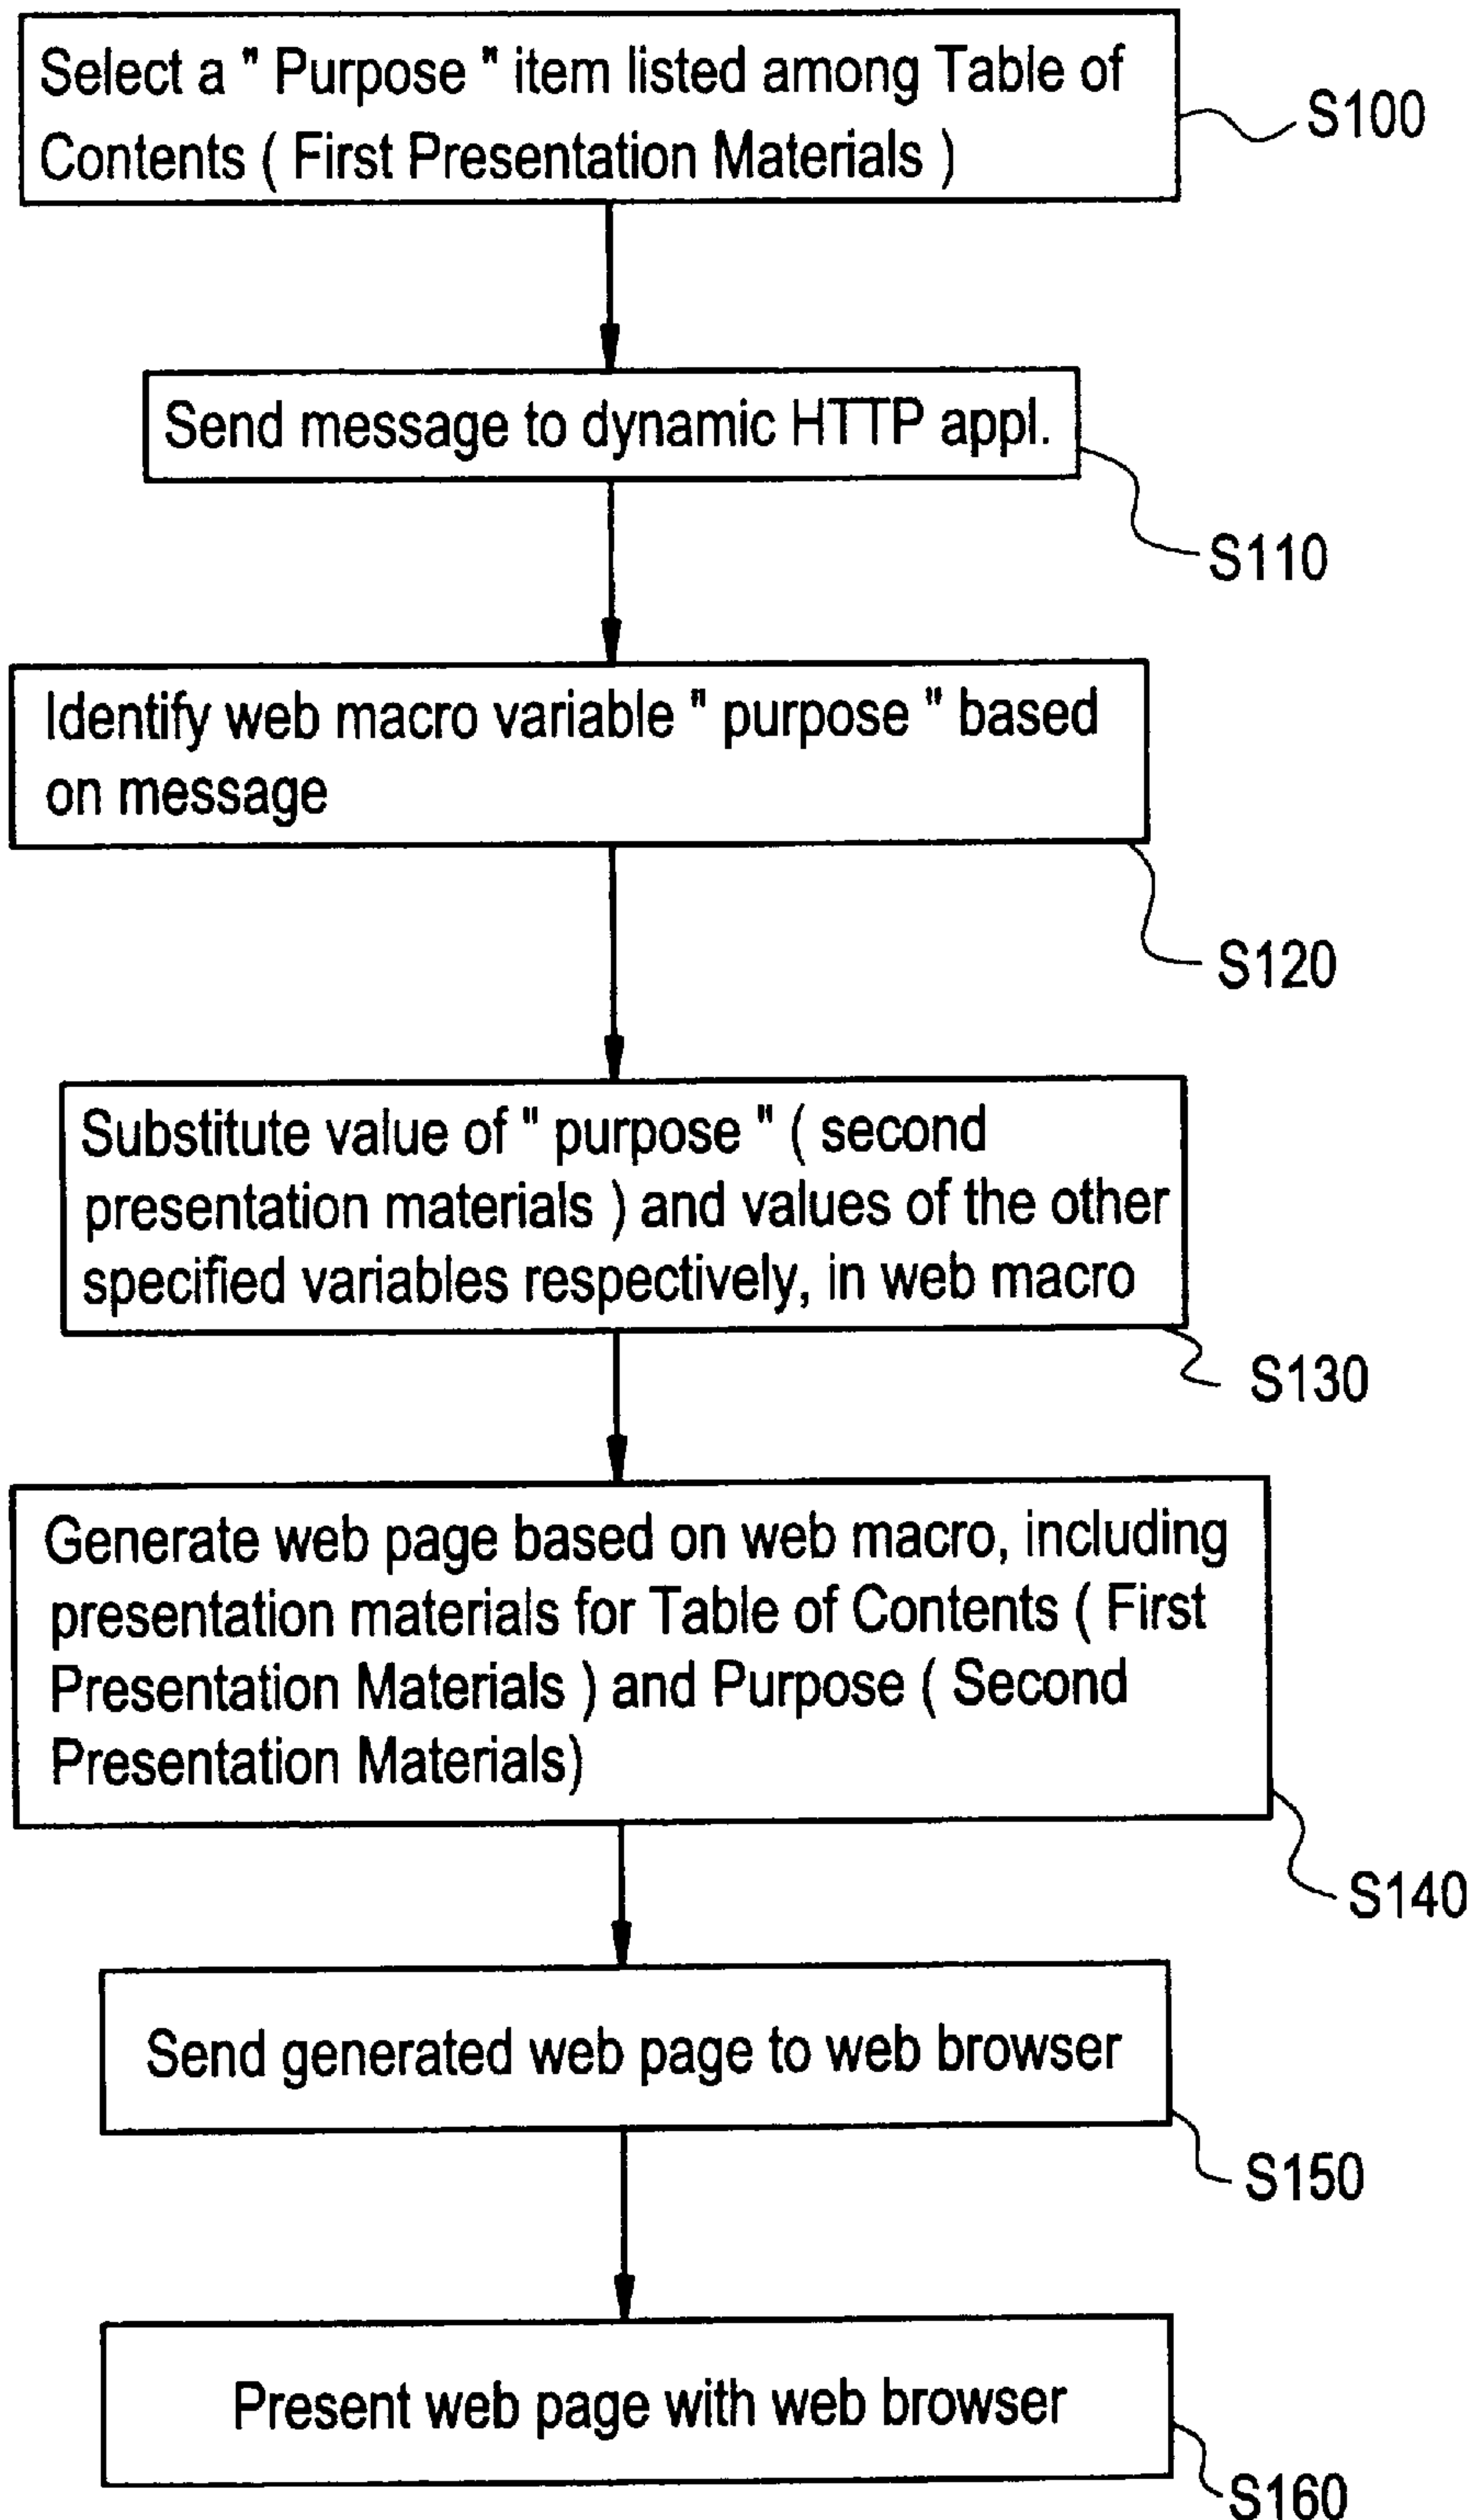 Select a " Purpose " item listed among Table of
Contents ( First Presentation Materials )
S100
Send message to dynamic HTTP appl.
S110
Identify web macro variable " purpose " based
on message
S120
Substitute value of " purpose " ( second
presentation materials ) and values of the other
specified variables respectively, in web macro
S130
Generate web page based on web macro, including
presentation materials for Table of Contents ( First
Presentation Materials ) and Purpose ( Second
Presentation Materials)
S140
Send generated web page to web browser
S150
Present web page with web browser
S160